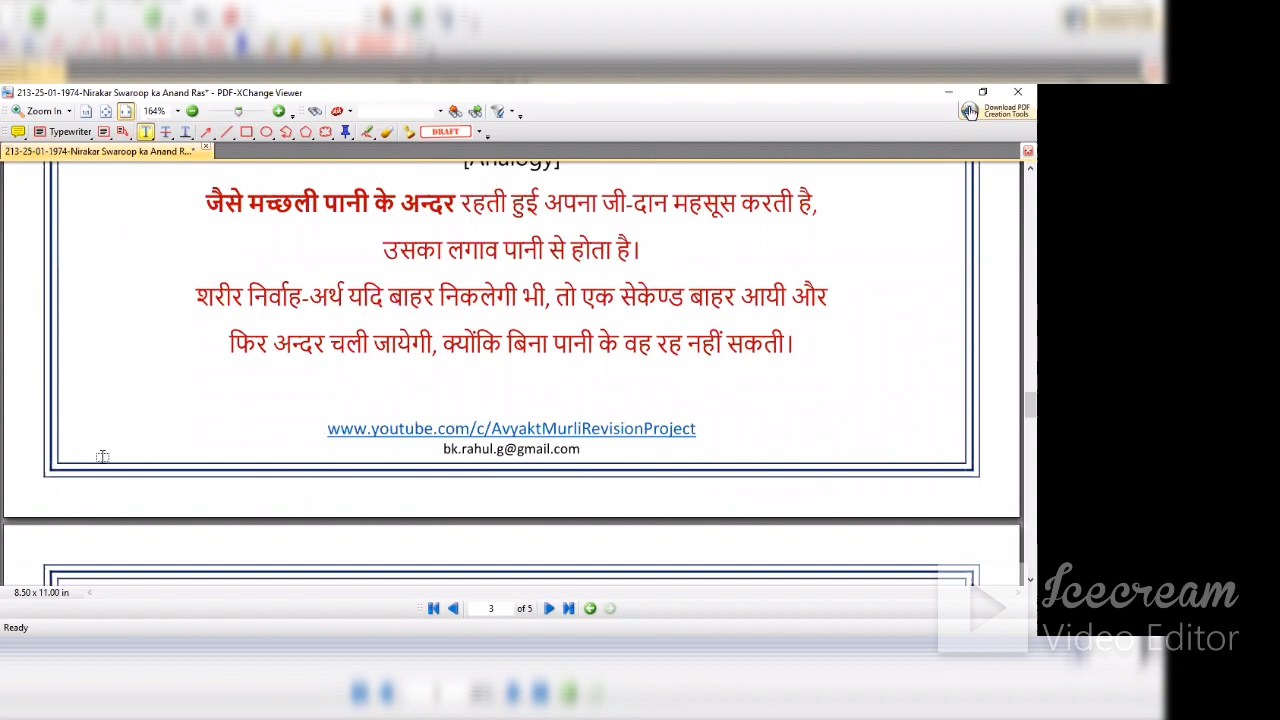 213-25-01-1974-Nirakar Swaroop ka Anand Ras* - PDF-XChange Viewer
Zoom In 164% Download PDF Creation Tools
Typewriter DRAFT
213-25-01-1974-Nirakar Swaroop ka Anand R...*
[Analogy]
जैसे मच्छली पानी के अन्दर रहती हुई अपना जी-दान महसूस करती है,
उसका लगाव पानी से होता है।
शरीर निर्वाह-अर्थ यदि बाहर निकलेगी भी, तो एक सेकेण्ड बाहर आयी और
फिर अन्दर चली जायेगी, क्योंकि बिना पानी के वह रह नहीं सकती।
www.youtube.com/c/AvyaktMurliRevisionProject
bk.rahul.g@gmail.com
8.50 x 11.00 in
3 of 5
Ready
Icecream
Video Editor